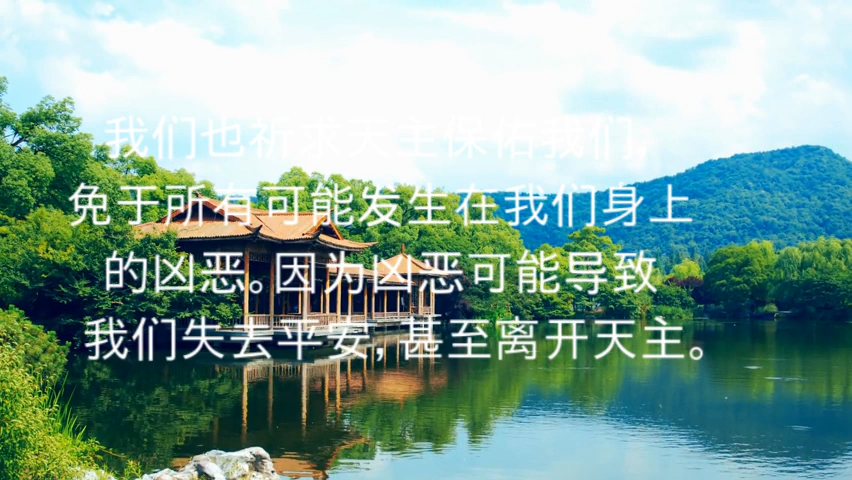 我们也祈求天主保佑我们,
免于所有可能发生在我们身上
的凶恶。因为凶恶可能导致
我们失去平安,甚至离开天主。